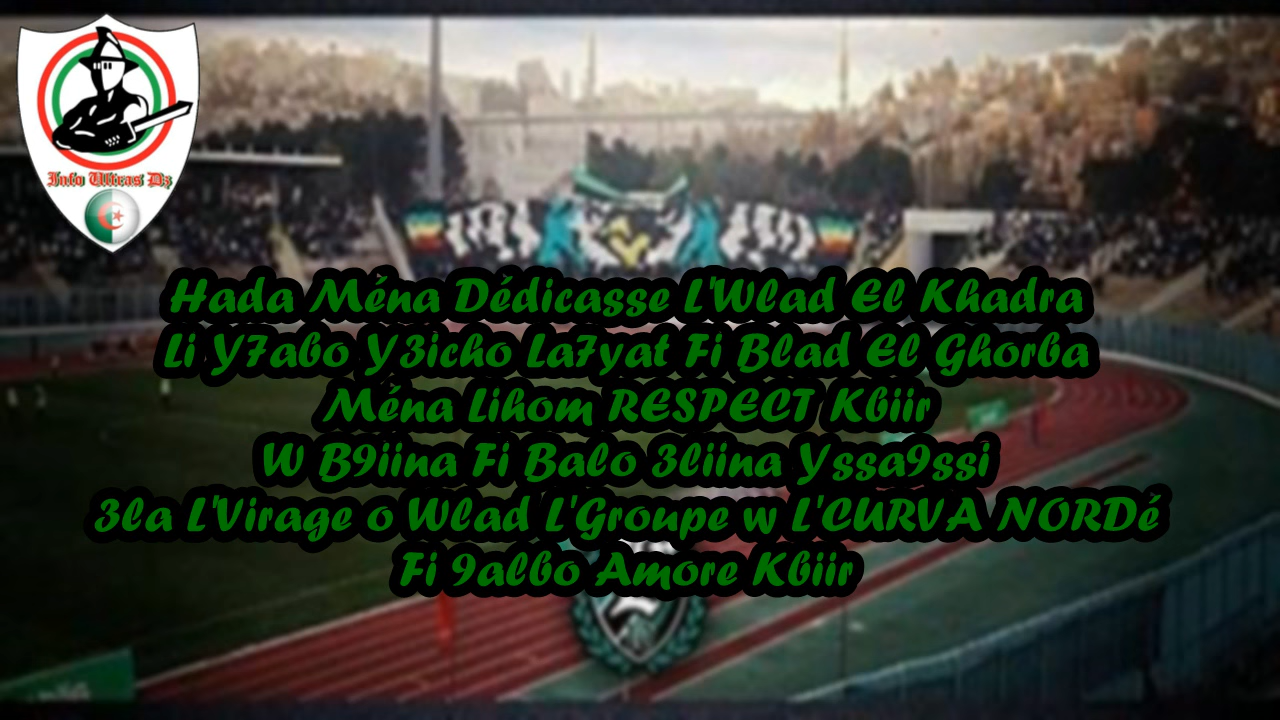 Info Ultras Dz
Hada Ména Dédicasse L'Wlad El Khadra
Li Y7abo Y3icho La7yat Fi Blad El Ghorba
Ména Lihom RESPECT Kbiir
W B9iina Fi Balo 3liina Yssa9ssi
3la L'Virage o Wlad L'Groupe w L'CURVA NORDé
Fi 9albo Amore Kbiir